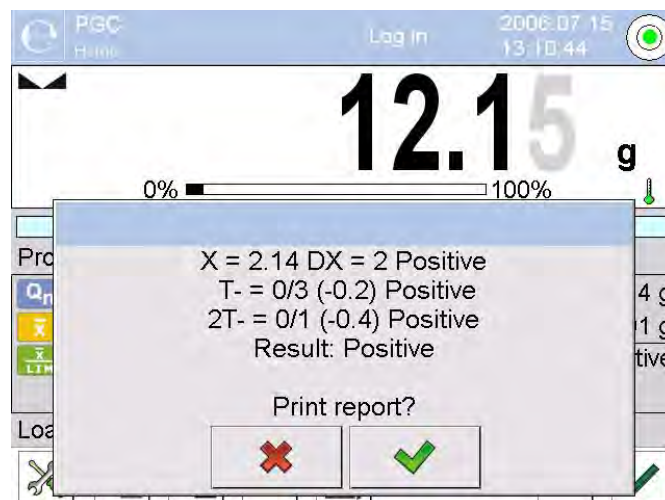 PGC
Home
Log in
2006.07.15
13:10:44
12.15 g
0% 100%
X = 2.14 DX = 2 Positive
T- = 0/3 (-0.2) Positive
2T- = 0/1 (-0.4) Positive
Result: Positive
Print report?